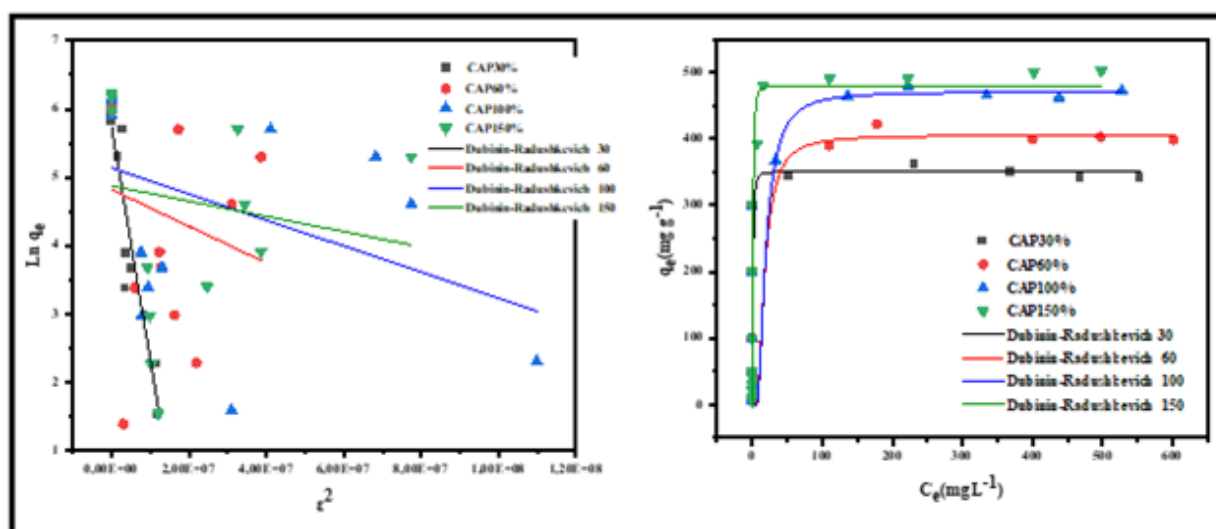 7
6
5
4
3
2
1
Ln qe
CAP30%
CAP60%
CAP100%
CAP150%
Dubinin-Radushkevich 30
Dubinin-Radushkevich 60
Dubinin-Radushkevich 100
Dubinin-Radushkevich 150
0,00E+00 2,00E+07 4,00E+07 6,00E+07 8,00E+07 1,00E+08 1,20E+08
ε²
500
400
300
200
100
0
qe(mg g⁻¹)
CAP30%
CAP60%
CAP100%
CAP150%
Dubinin-Radushkevich 30
Dubinin-Radushkevich 60
Dubinin-Radushkevich 100
Dubinin-Radushkevich 150
0 100 200 300 400 500 600
Ce(mgL⁻¹)